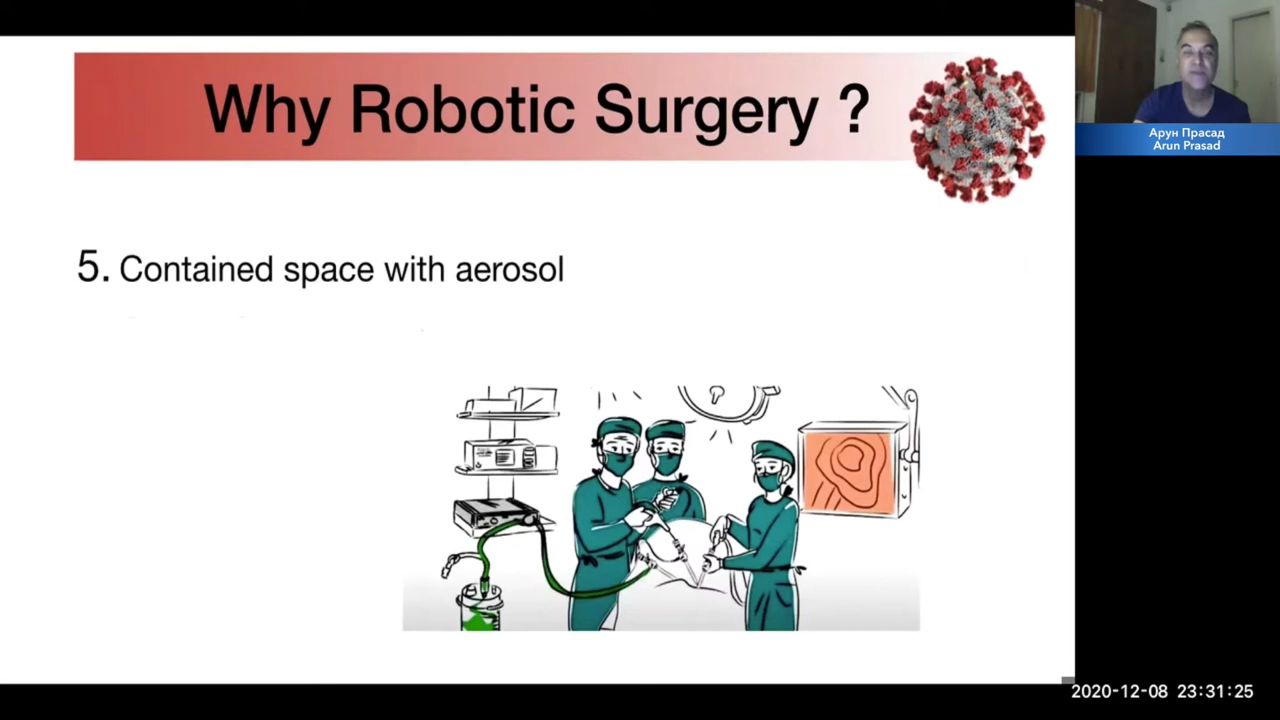 Why Robotic Surgery ?
5. Contained space with aerosol
Арун Прасад
Arun Prasad
2020-12-08 23:31:25